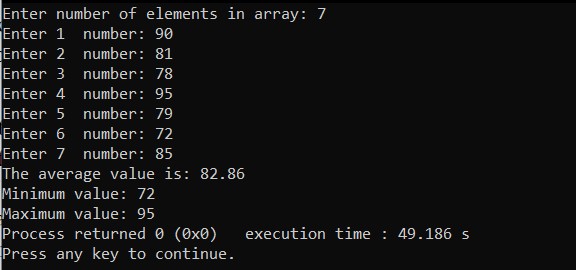 Enter number of elements in array: 7
Enter 1  number: 90
Enter 2  number: 81
Enter 3  number: 78
Enter 4  number: 95
Enter 5  number: 79
Enter 6  number: 72
Enter 7  number: 85
The average value is: 82.86
Minimum value: 72
Maximum value: 95
Process returned 0 (0x0)   execution time : 49.186 s
Press any key to continue.